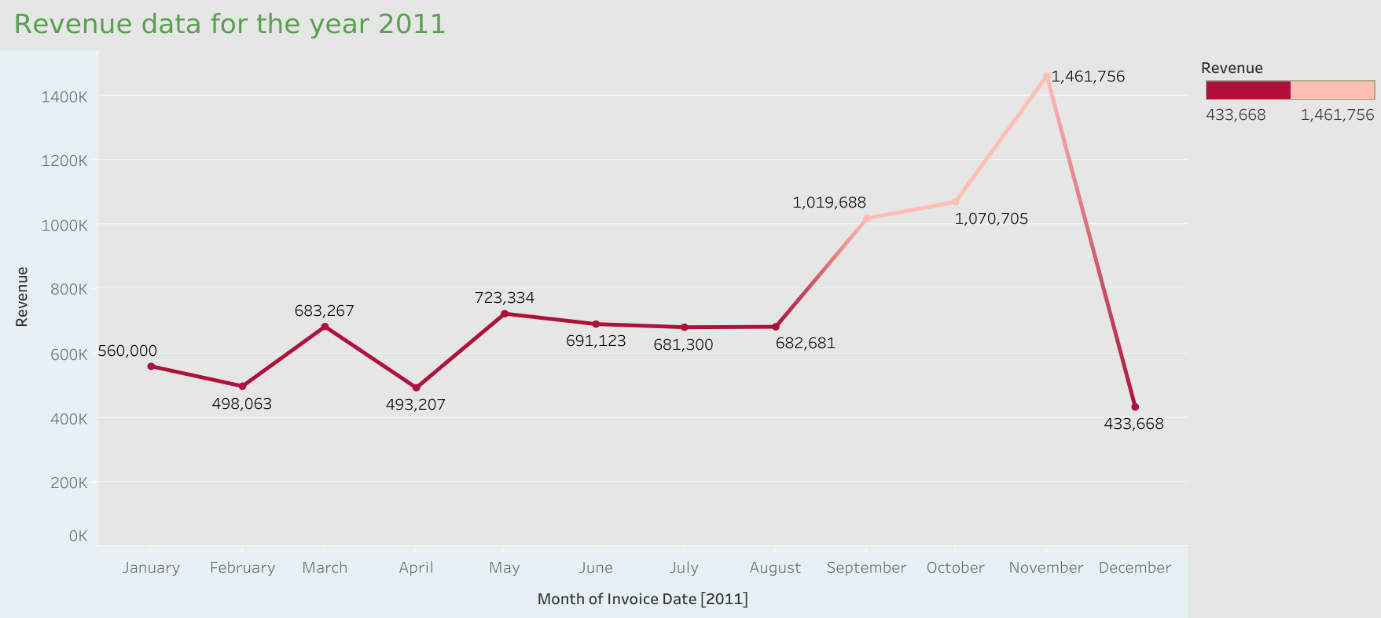 Revenue data for the year 2011
Revenue
433,668 1,461,756
Revenue
1400K
1200K
1000K
800K
600K
400K
200K
0K
560,000
498,063
683,267
493,207
723,334
691,123
681,300
682,681
1,019,688
1,070,705
1,461,756
433,668
January February March April May June July August September October November December
Month of Invoice Date [2011]